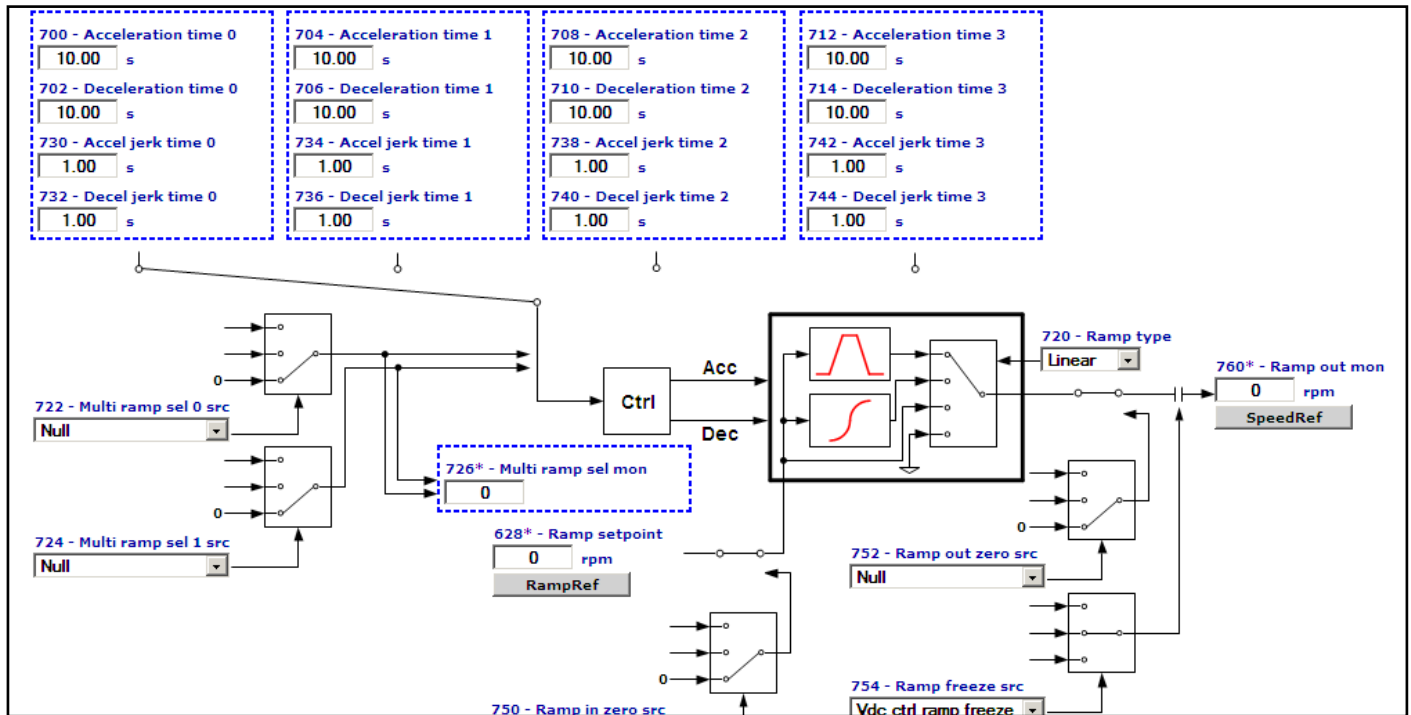 700 - Acceleration time 0
10.00 s
702 - Deceleration time 0
10.00 s
730 - Accel jerk time 0
1.00 s
732 - Decel jerk time 0
1.00 s
704 - Acceleration time 1
10.00 s
706 - Deceleration time 1
10.00 s
734 - Accel jerk time 1
1.00 s
736 - Decel jerk time 1
1.00 s
708 - Acceleration time 2
10.00 s
710 - Deceleration time 2
10.00 s
738 - Accel jerk time 2
1.00 s
740 - Decel jerk time 2
1.00 s
712 - Acceleration time 3
10.00 s
714 - Deceleration time 3
10.00 s
742 - Accel jerk time 3
1.00 s
744 - Decel jerk time 3
1.00 s
0
722 - Multi ramp sel 0 src
Null
0
724 - Multi ramp sel 1 src
Null
726* - Multi ramp sel mon
0
Ctrl
Acc
Dec
720 - Ramp type
Linear
760* - Ramp out mon
0 rpm
SpeedRef
628* - Ramp setpoint
0 rpm
RampRef
0
750 - Ramp in zero src
0
752 - Ramp out zero src
Null
754 - Ramp freeze src
Vdc ctrl ramp freeze